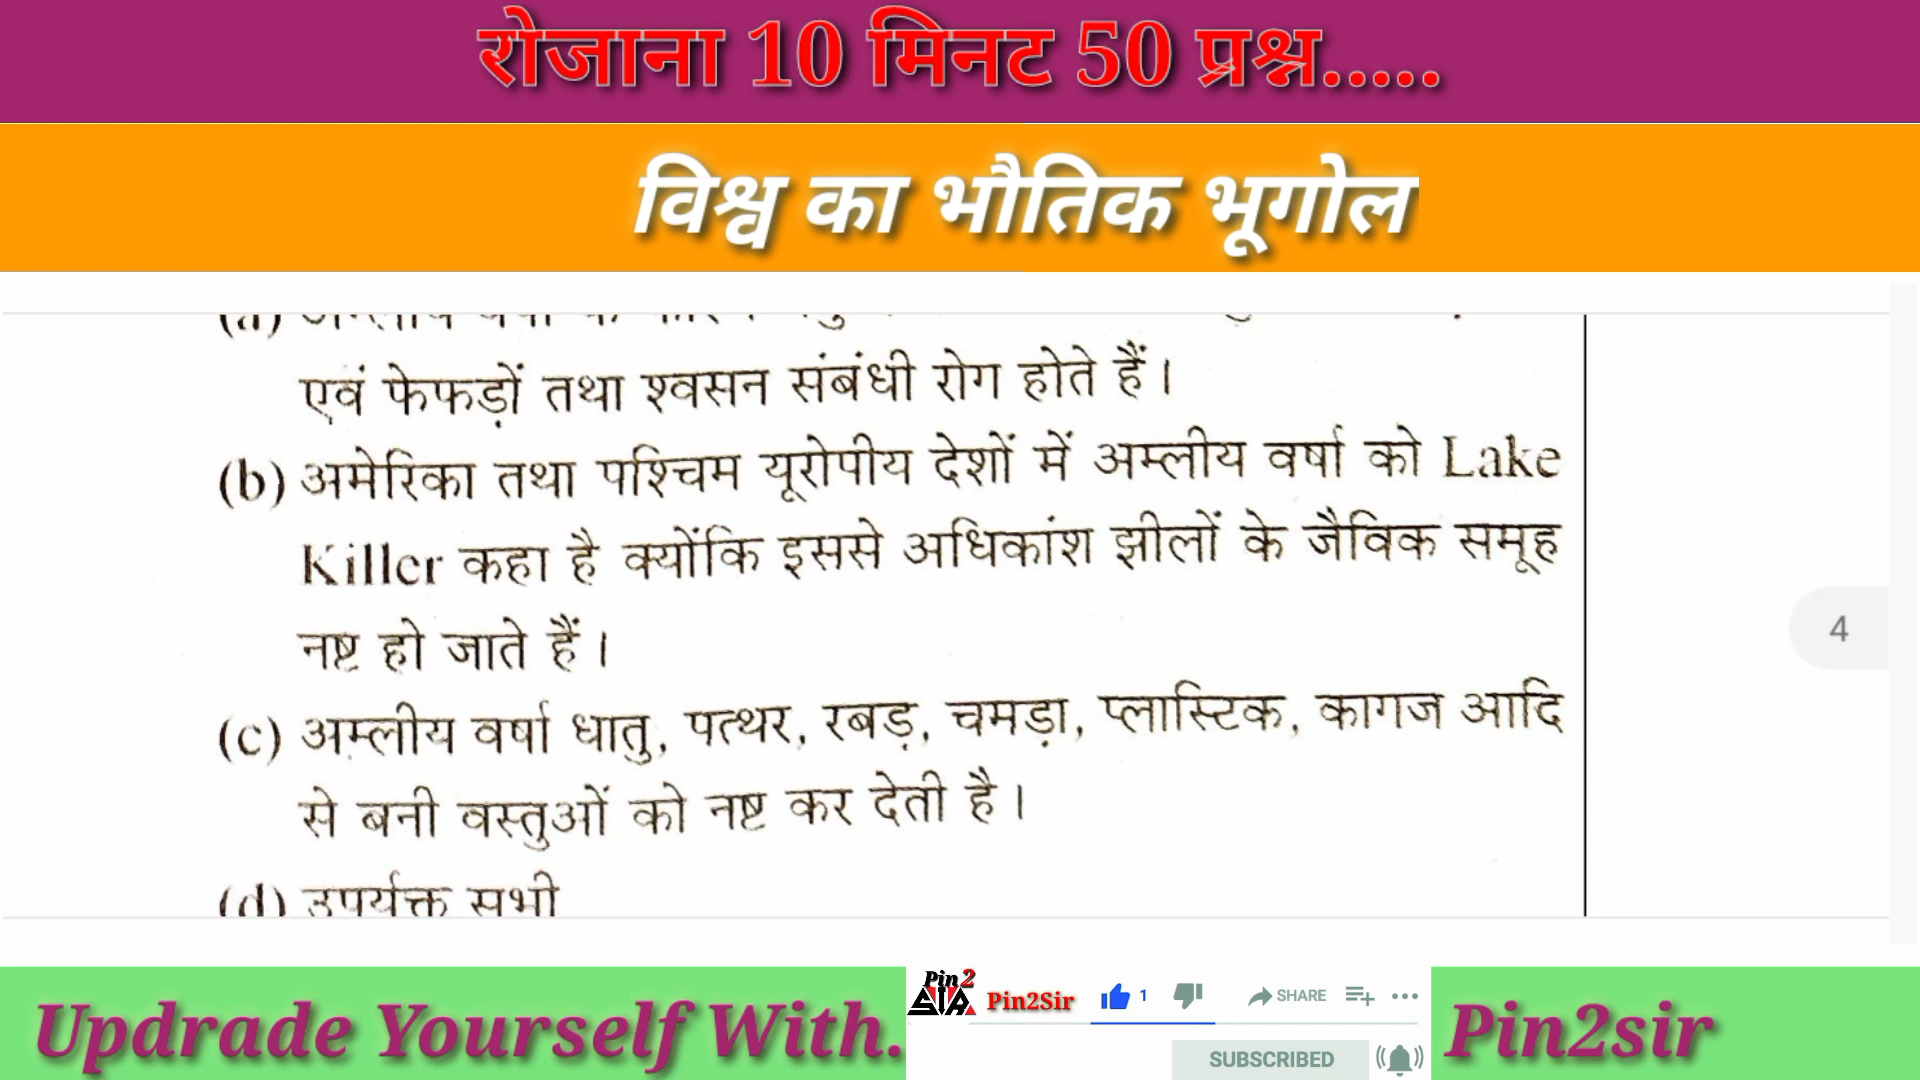 रोजाना 10 मिनट 50 प्रश्न.....
विश्व का भौतिक भूगोल
एवं फेफड़ों तथा श्वसन संबंधी रोग होते हैं।
(b) अमेरिका तथा पश्चिम यूरोपीय देशों में अम्लीय वर्षा को Lake
Killer कहा है क्योंकि इससे अधिकांश झीलों के जैविक समूह
नष्ट हो जाते हैं।
(c) अम्लीय वर्षा धातु, पत्थर, रबड़, चमड़ा, प्लास्टिक, कागज आदि
से बनी वस्तुओं को नष्ट कर देती है।
(d) उपर्युक्त सभी
4
Updrade Yourself With.
Pin2 SIR
Pin2Sir
1
SHARE
SUBSCRIBED
Pin2sir